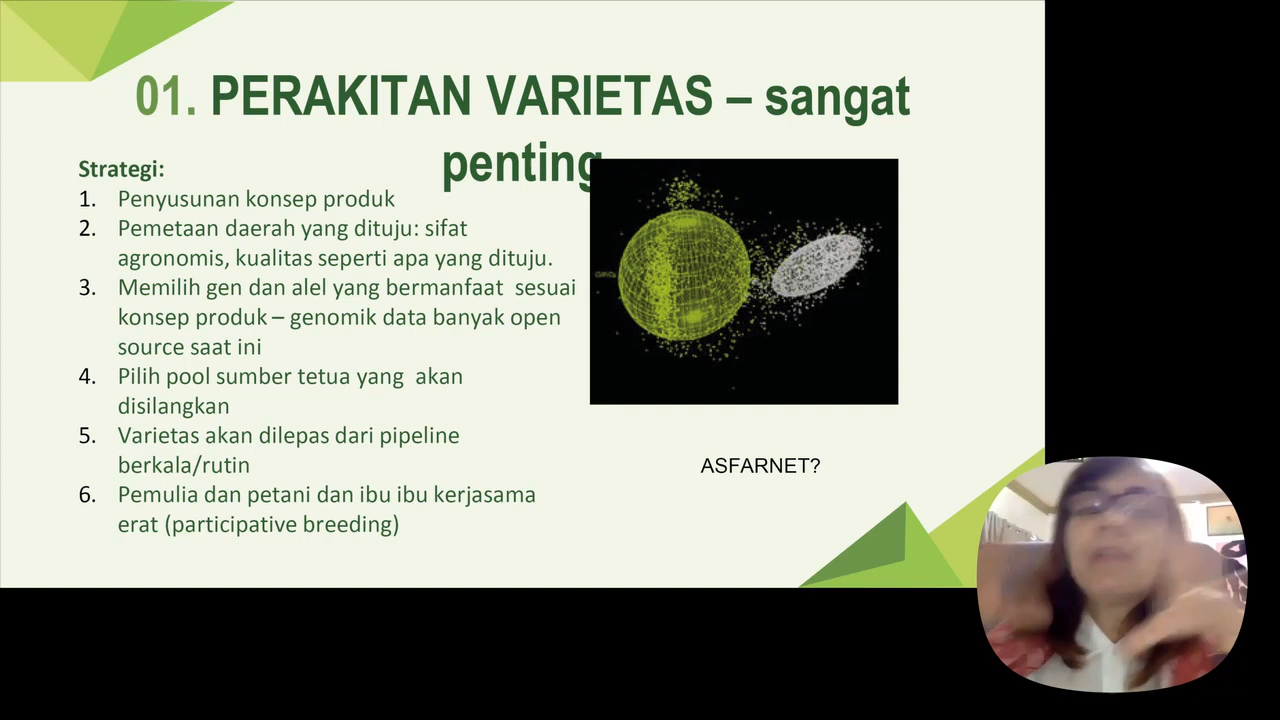 01. PERAKITAN VARIETAS – sangat
penting
Strategi:
1. Penyusunan konsep produk
2. Pemetaan daerah yang dituju: sifat
agronomis, kualitas seperti apa yang dituju.
3. Memilih gen dan alel yang bermanfaat sesuai
konsep produk – genomik data banyak open
source saat ini
4. Pilih pool sumber tetua yang akan
disilangkan
5. Varietas akan dilepas dari pipeline
berkala/rutin
6. Pemulia dan petani dan ibu ibu kerjasama
erat (participative breeding)
ASFARNET?